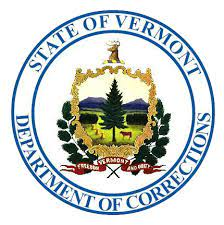 STATE OF VERMONT
FREEDOM VERMONT AND UNITY
DEPARTMENT OF CORRECTIONS